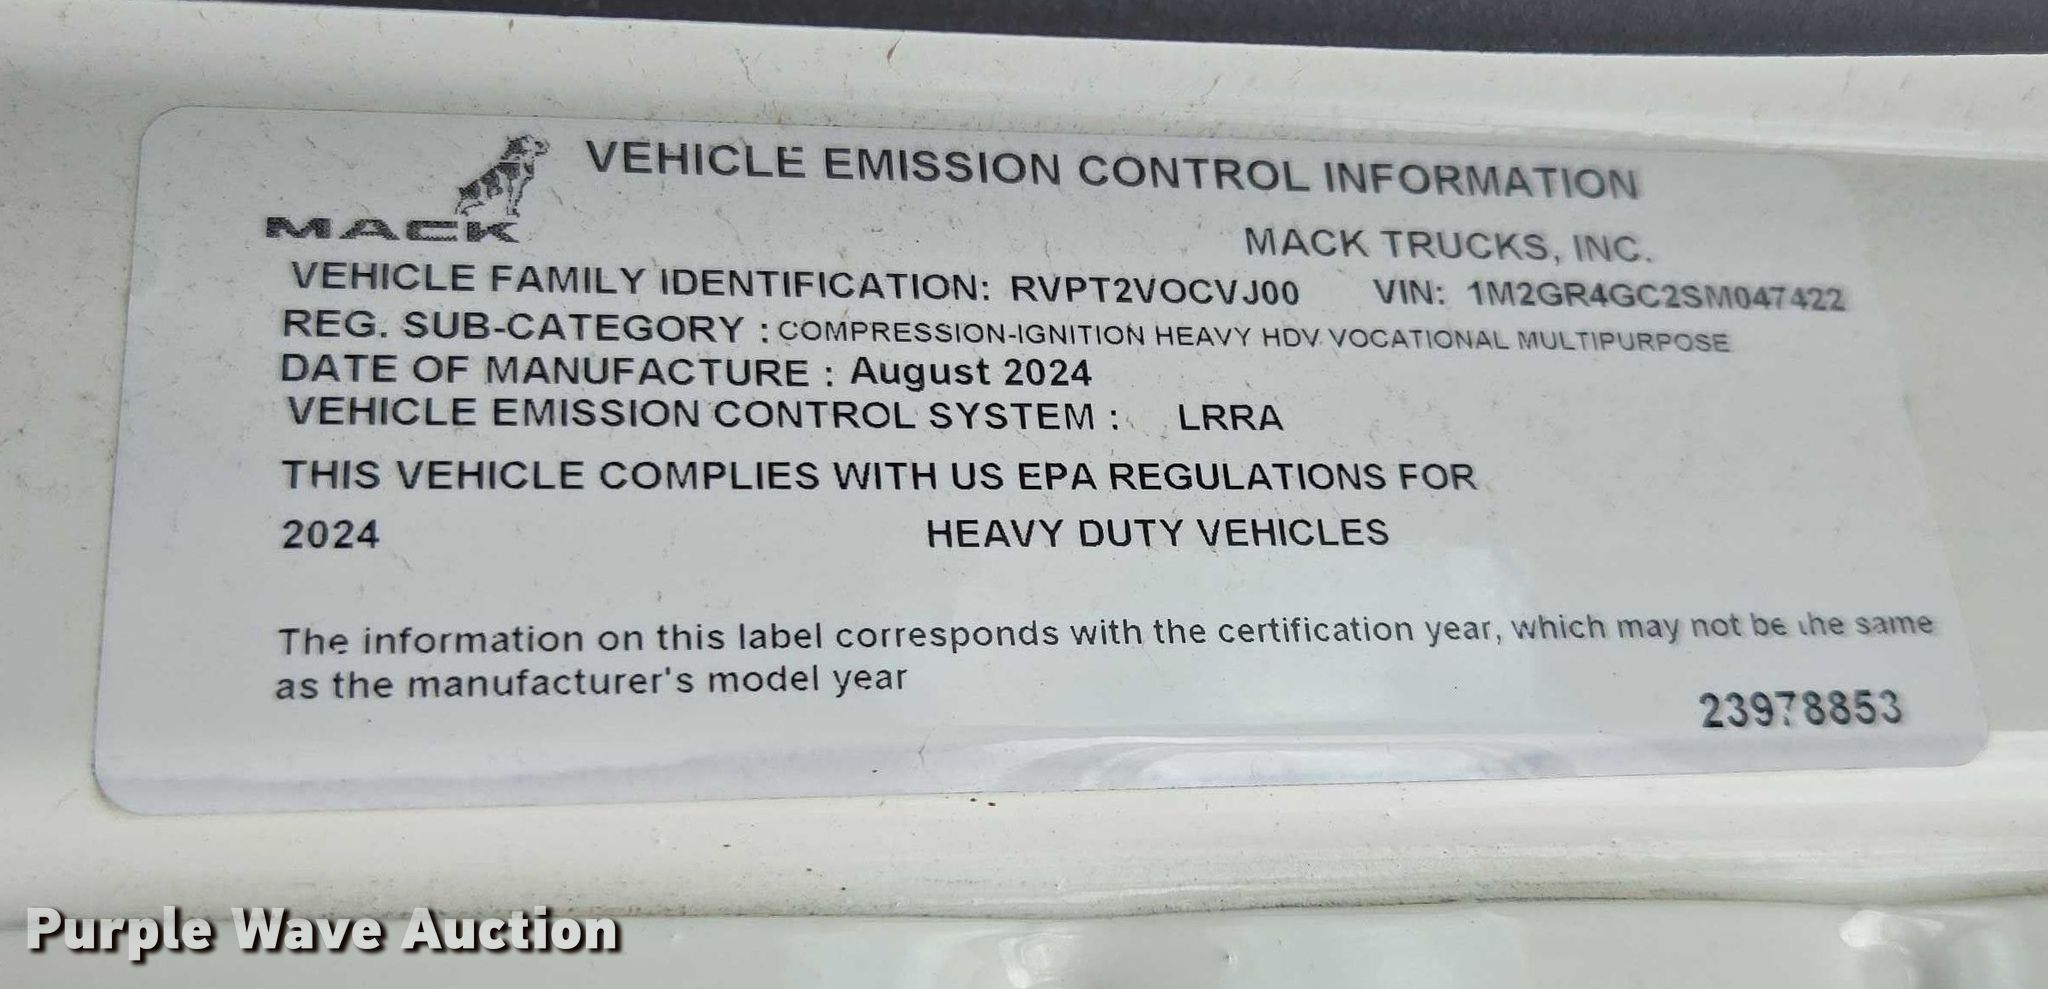 VEHICLE EMISSION CONTROL INFORMATION
MACK
MACK TRUCKS, INC.
VEHICLE FAMILY IDENTIFICATION: RVPT2VOCVJ00 VIN: 1M2GR4GC2SM047422
REG. SUB-CATEGORY : COMPRESSION-IGNITION HEAVY HDV VOCATIONAL MULTIPURPOSE
DATE OF MANUFACTURE : August 2024
VEHICLE EMISSION CONTROL SYSTEM : LRRA
THIS VEHICLE COMPLIES WITH US EPA REGULATIONS FOR
2024 HEAVY DUTY VEHICLES
The information on this label corresponds with the certification year, which may not be the same
as the manufacturer's model year
23978853
Purple Wave Auction